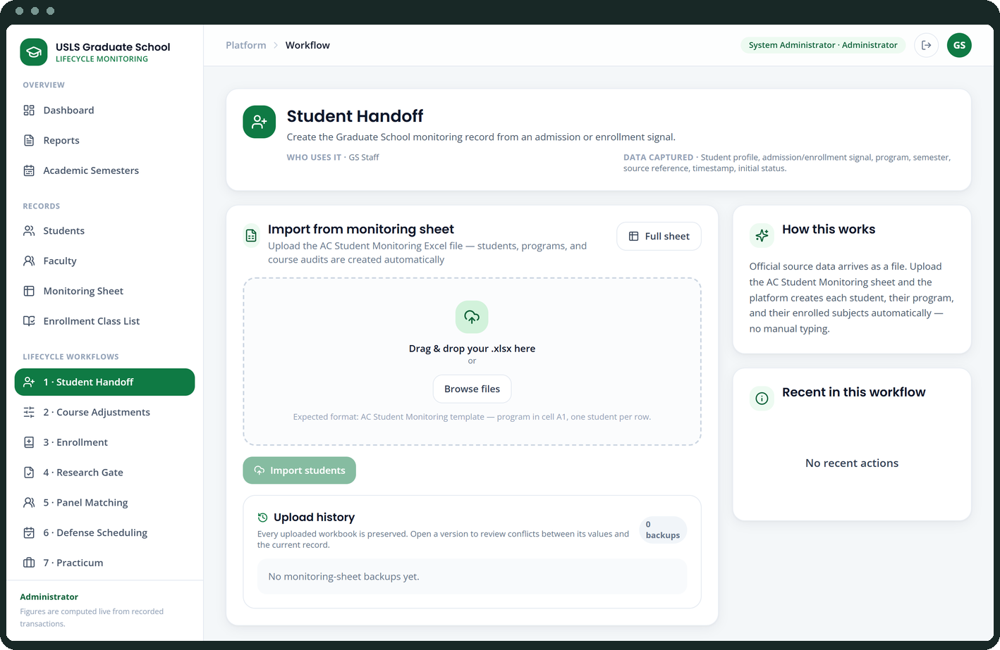 USLS Graduate School
LIFECYCLE MONITORING
OVERVIEW
Dashboard
Reports
Academic Semesters
RECORDS
Students
Faculty
Monitoring Sheet
Enrollment Class List
LIFECYCLE WORKFLOWS
1 · Student Handoff
2 · Course Adjustments
3 · Enrollment
4 · Research Gate
5 · Panel Matching
6 · Defense Scheduling
7 · Practicum
Administrator
Figures are computed live from recorded
transactions.
Platform
Workflow
System Administrator · Administrator
GS
Student Handoff
Create the Graduate School monitoring record from an admission or enrollment signal.
WHO USES IT · GS Staff
DATA CAPTURED · Student profile, admission/enrollment signal, program, semester,
source reference, timestamp, initial status.
Import from monitoring sheet
Upload the AC Student Monitoring Excel file — students, programs, and
course audits are created automatically
Full sheet
Drag & drop your .xlsx here
or
Browse files
Expected format: AC Student Monitoring template — program in cell A1, one student per row.
Import students
Upload history
Every uploaded workbook is preserved. Open a version to review conflicts between its values and
the current record.
0
backups
No monitoring-sheet backups yet.
How this works
Official source data arrives as a file. Upload
the AC Student Monitoring sheet and the
platform creates each student, their program,
and their enrolled subjects automatically —
no manual typing.
Recent in this workflow
No recent actions